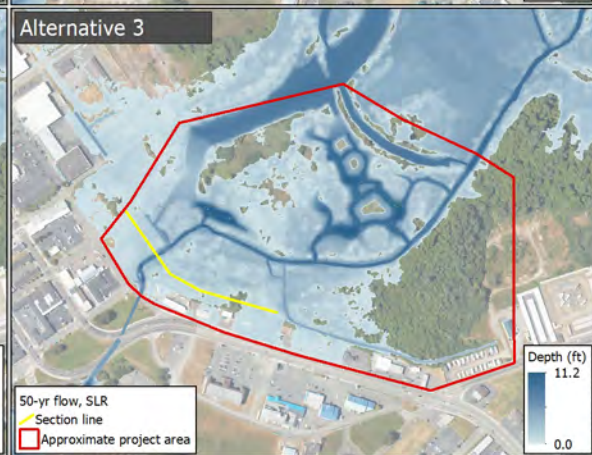 Alternative 3
50-yr flow, SLR
Section line
Approximate project area
Depth (ft)
11.2
0.0